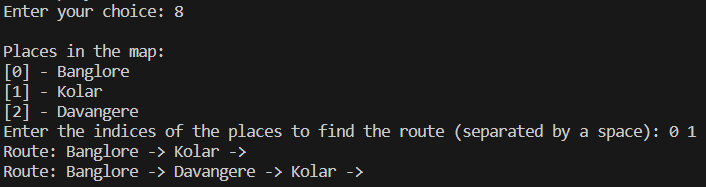 Enter your choice: 8
Places in the map:
[0] - Banglore
[1] - Kolar
[2] - Davangere
Enter the indices of the places to find the route (separated by a space): 0 1
Route: Banglore -> Kolar ->
Route: Banglore -> Davangere -> Kolar ->